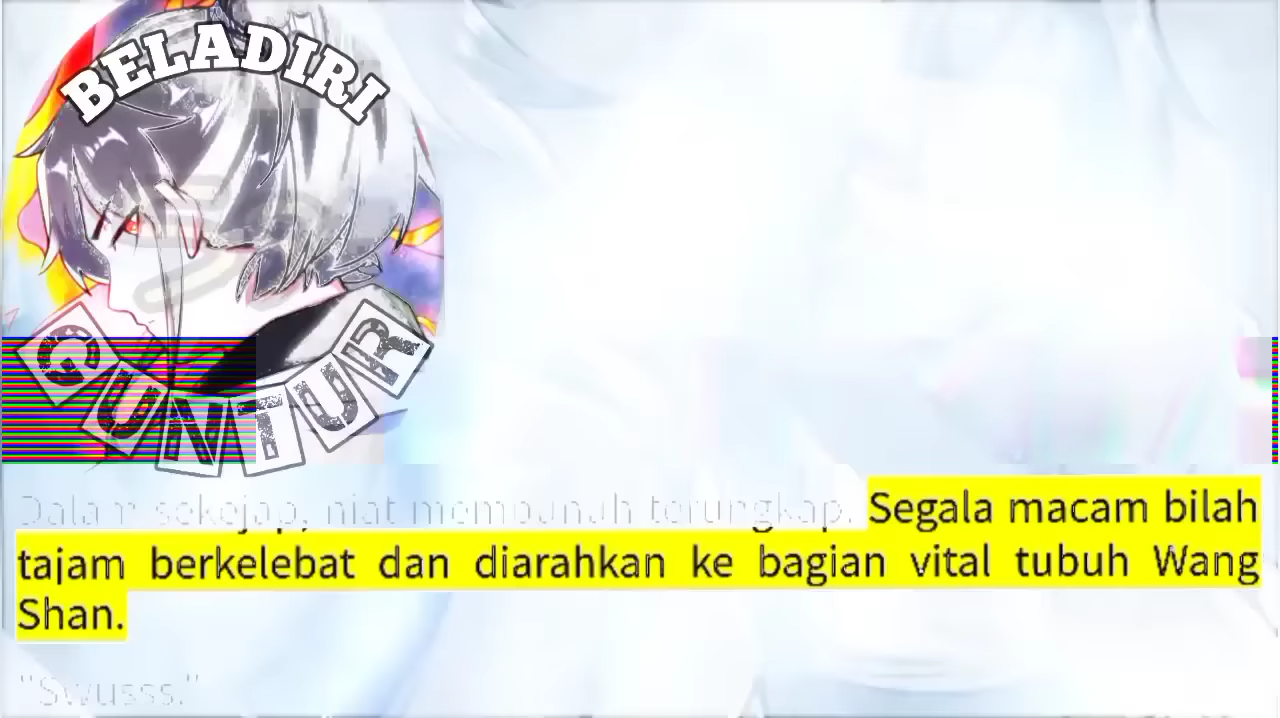 BELADIRI
GUNTUR
Dalam sekejap, niat membunuh terungkap. Segala macam bilah
tajam berkelebat dan diarahkan ke bagian vital tubuh Wang
Shan.
"Swusss."